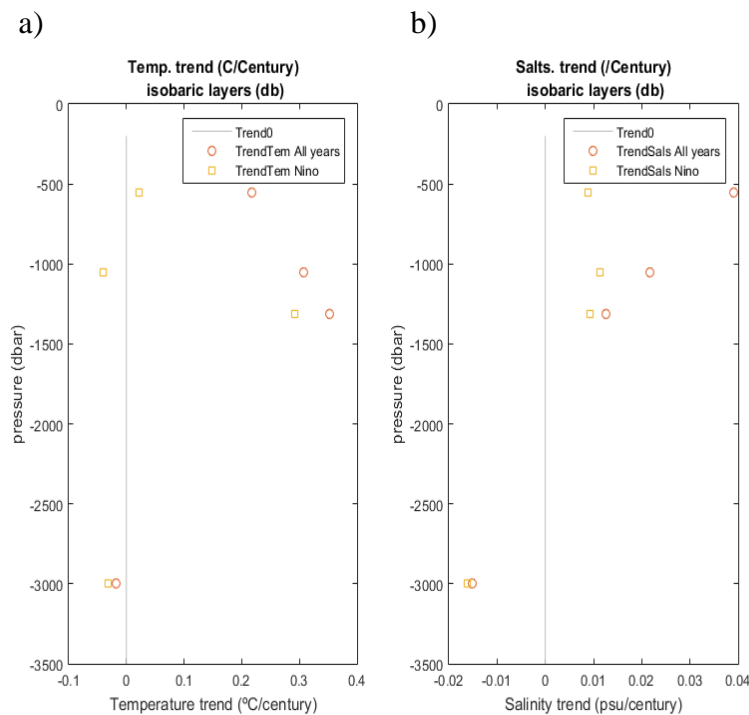 a)
Temp. trend (C/Century)
isobaric layers (db)
Trend0
TrendTem All years
TrendTem Nino
0
-500
-1000
-1500
-2000
-2500
-3000
-3500
pressure (dbar)
-0.1 0 0.1 0.2 0.3 0.4
Temperature trend (ºC/century)
b)
Salts. trend (/Century)
isobaric layers (db)
Trend0
TrendSals All years
TrendSals Nino
0
-500
-1000
-1500
-2000
-2500
-3000
-3500
pressure (dbar)
-0.02 -0.01 0 0.01 0.02 0.03 0.04
Salinity trend (psu/century)